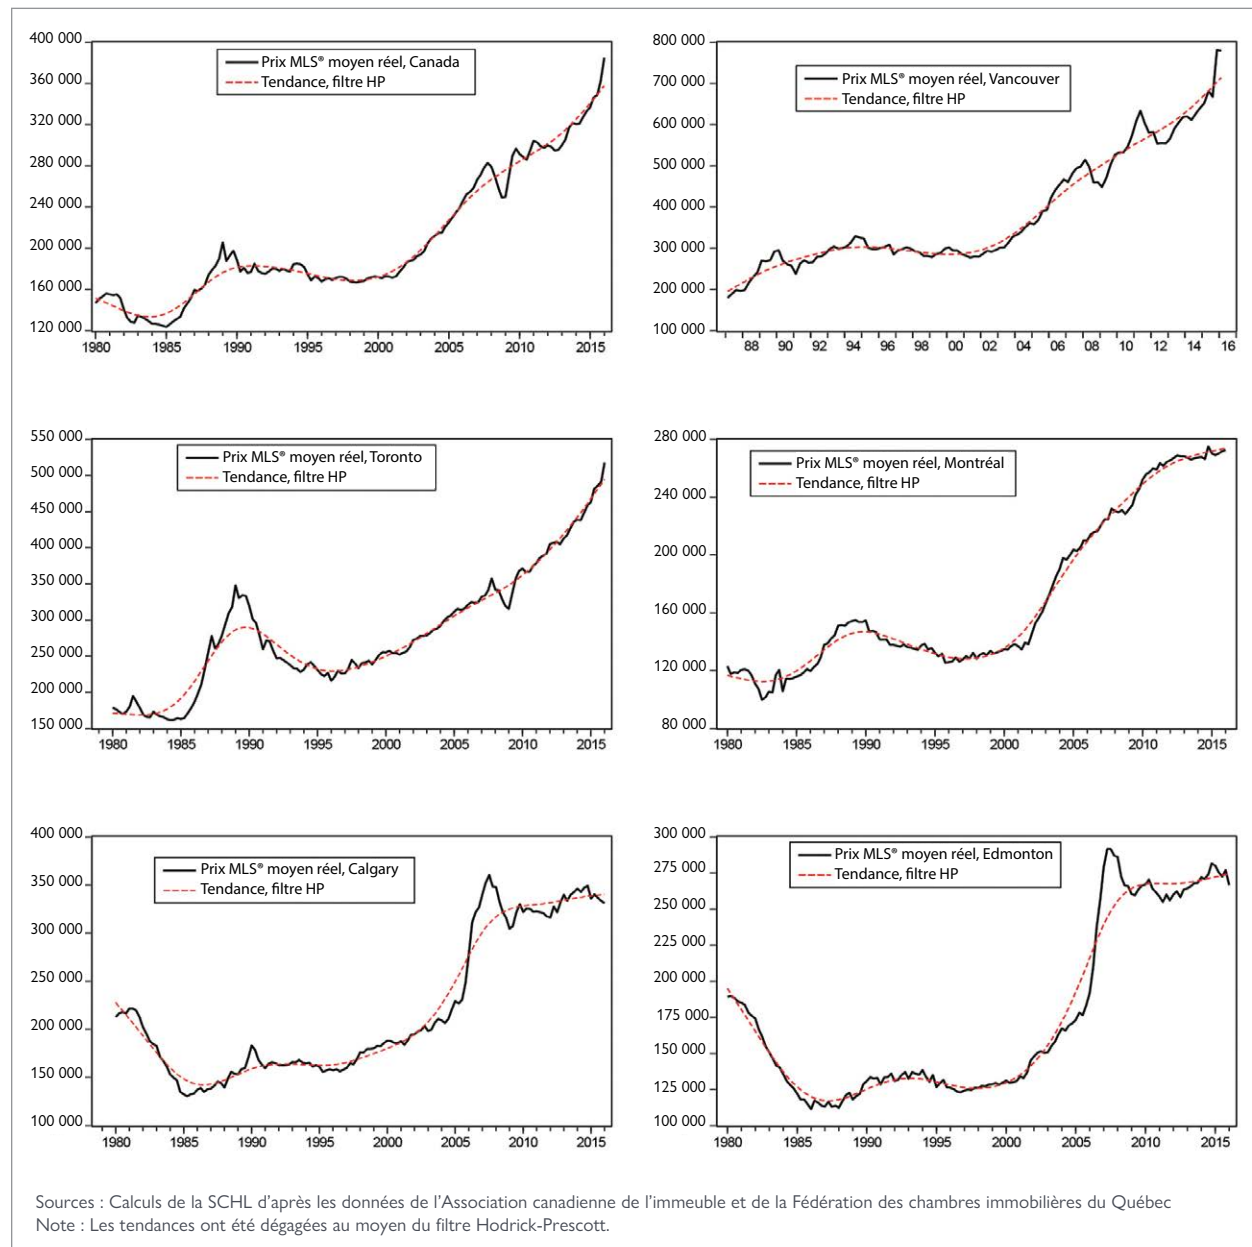 400 000
360 000
320 000
280 000
240 000
200 000
160 000
120 000
Prix MLS® moyen réel, Canada
Tendance, filtre HP
1980 1985 1990 1995 2000 2005 2010 2015
800 000
700 000
600 000
500 000
400 000
300 000
200 000
100 000
Prix MLS® moyen réel, Vancouver
Tendance, filtre HP
88 90 92 94 96 98 00 02 04 06 08 10 12 14 16
550 000
500 000
450 000
400 000
350 000
300 000
250 000
200 000
150 000
Prix MLS® moyen réel, Toronto
Tendance, filtre HP
1980 1985 1990 1995 2000 2005 2010 2015
280 000
240 000
200 000
160 000
120 000
80 000
Prix MLS® moyen réel, Montréal
Tendance, filtre HP
1980 1985 1990 1995 2000 2005 2010 2015
400 000
350 000
300 000
250 000
200 000
150 000
100 000
Prix MLS® moyen réel, Calgary
Tendance, filtre HP
1980 1985 1990 1995 2000 2005 2010 2015
300 000
275 000
250 000
225 000
200 000
175 000
150 000
125 000
100 000
Prix MLS® moyen réel, Edmonton
Tendance, filtre HP
1980 1985 1990 1995 2000 2005 2010 2015
Sources : Calculs de la SCHL d'après les données de l'Association canadienne de l'immeuble et de la Fédération des chambres immobilières du Québec
Note : Les tendances ont été dégagées au moyen du filtre Hodrick-Prescott.